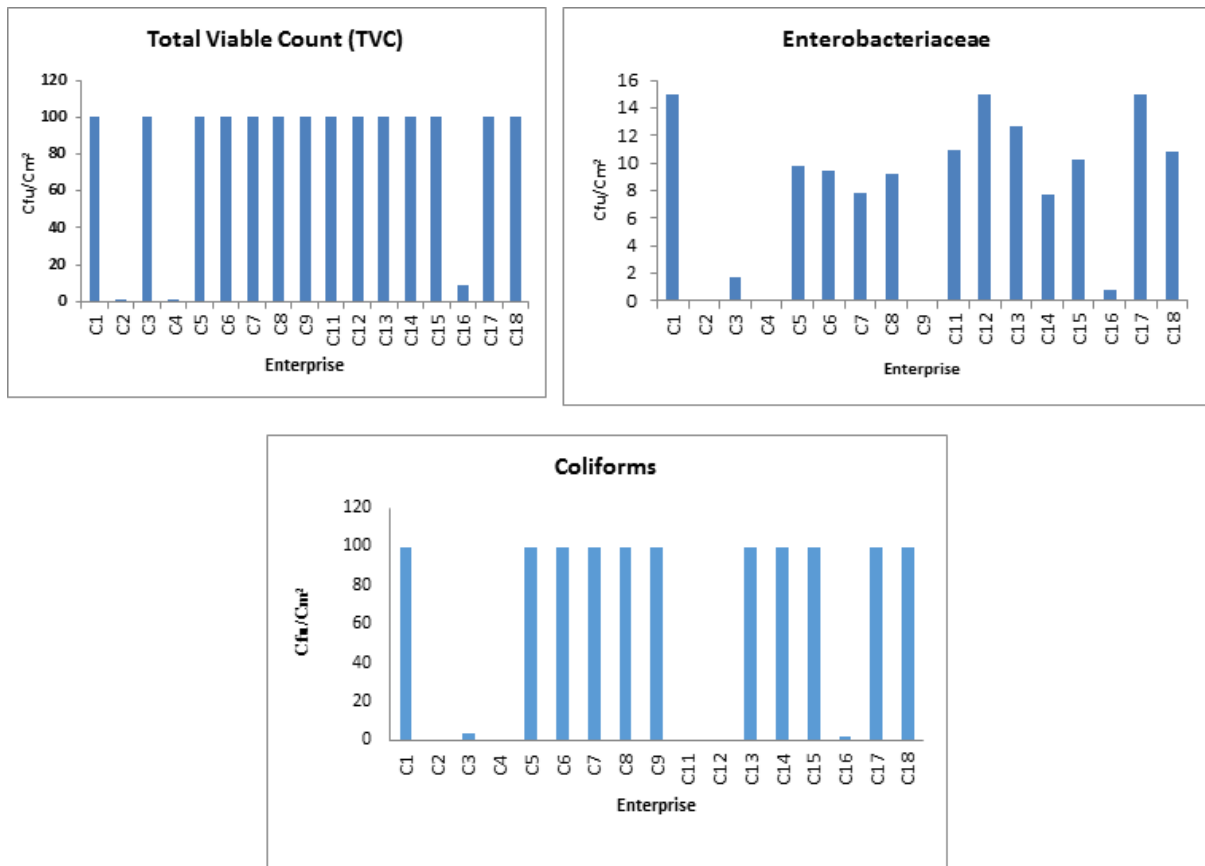 Total Viable Count (TVC)
120
100
80
60
40
20
0
Cfu/Cm²
C1 C2 C3 C4 C5 C6 C7 C8 C9 C11 C12 C13 C14 C15 C16 C17 C18
Enterprise
Enterobacteriaceae
16
14
12
10
8
6
4
2
0
Cfu/Cm²
C1 C2 C3 C4 C5 C6 C7 C8 C9 C11 C12 C13 C14 C15 C16 C17 C18
Enterprise
Coliforms
120
100
80
60
40
20
0
Cfu/Cm²
C1 C2 C3 C4 C5 C6 C7 C8 C9 C11 C12 C13 C14 C15 C16 C17 C18
Enterprise